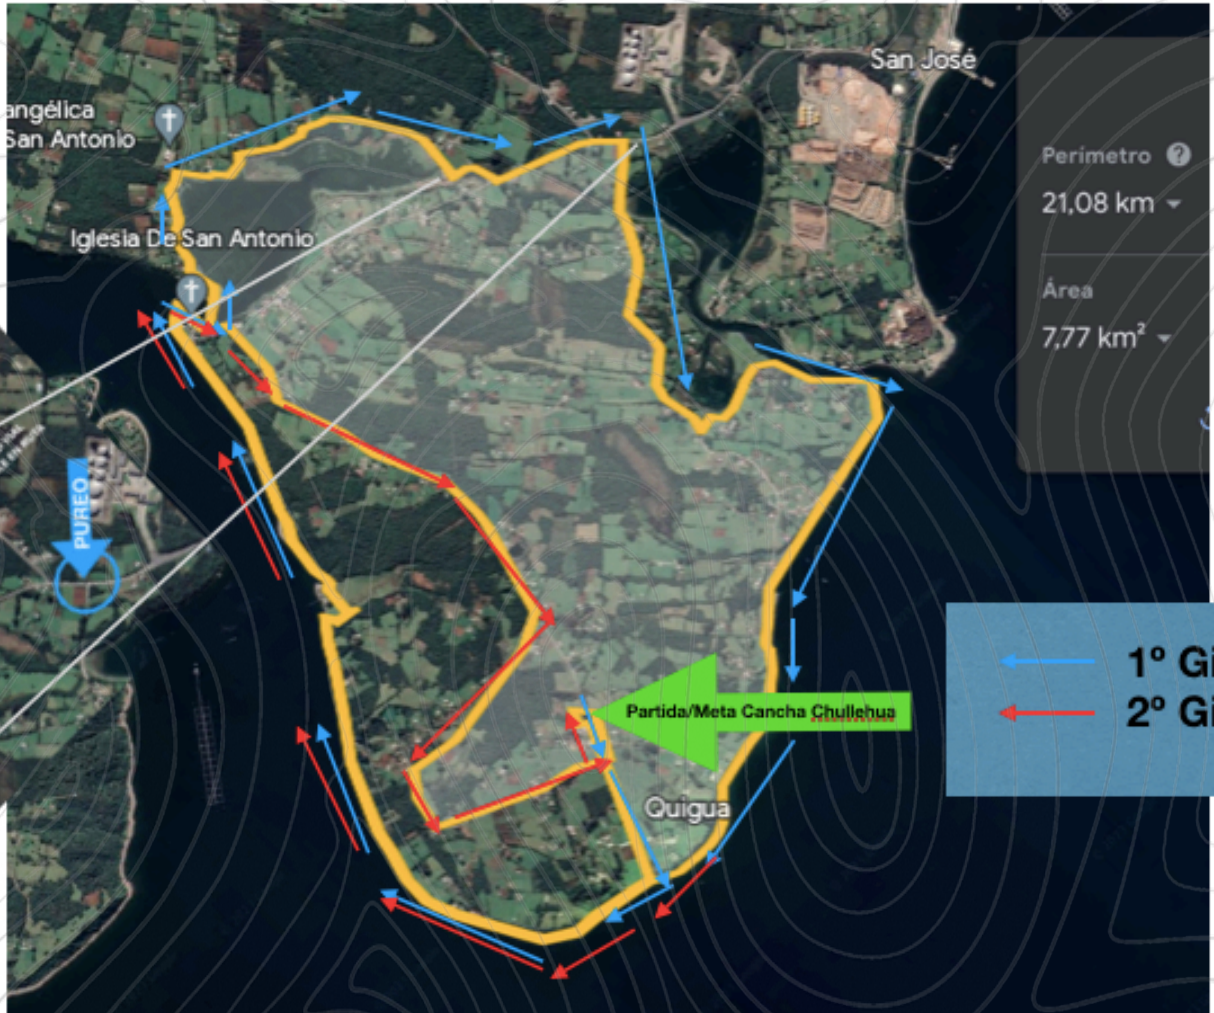 San José
angélica
San Antonio
Perímetro
21,08 km
Iglesia De San Antonio
Área
7,77 km²
PUREO
1º Gi
2º Gi
Partida/Meta Cancha Chullehua
Quigua